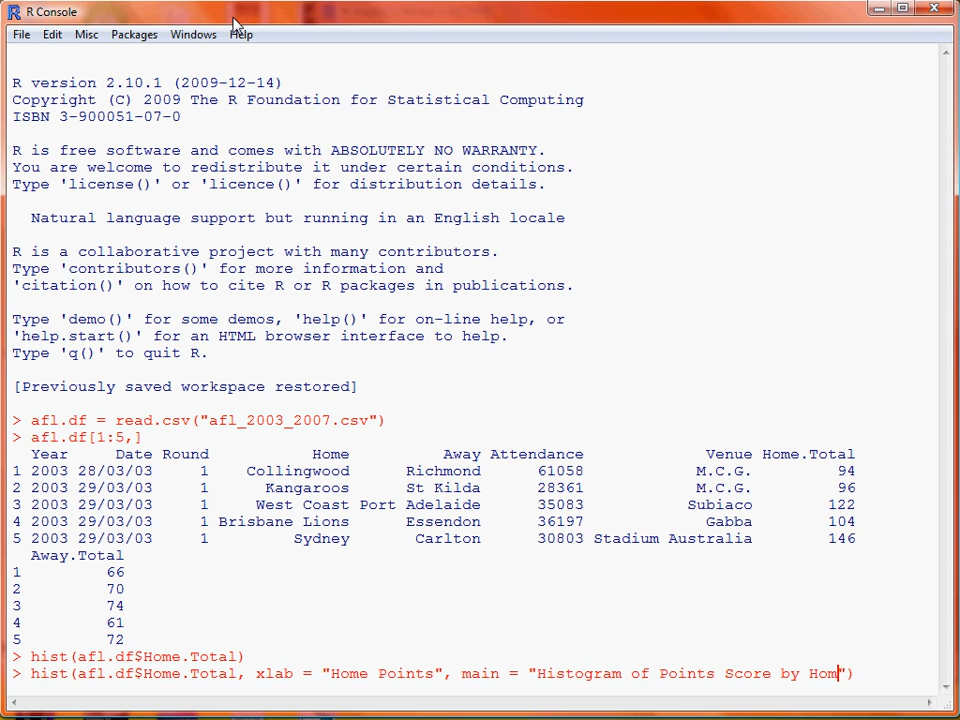 R Console
File Edit Misc Packages Windows Help
R version 2.10.1 (2009-12-14)
Copyright (C) 2009 The R Foundation for Statistical Computing
ISBN 3-900051-07-0
R is free software and comes with ABSOLUTELY NO WARRANTY.
You are welcome to redistribute it under certain conditions.
Type 'license()' or 'licence()' for distribution details.
Natural language support but running in an English locale
R is a collaborative project with many contributors.
Type 'contributors()' for more information and
'citation()' on how to cite R or R packages in publications.
Type 'demo()' for some demos, 'help()' for on-line help, or
'help.start()' for an HTML browser interface to help.
Type 'q()' to quit R.
[Previously saved workspace restored]
> afl.df = read.csv("afl_2003_2007.csv")
> afl.df[1:5,]
Year Date Round Home Away Attendance Venue Home.Total
1 2003 28/03/03 1 Collingwood Richmond 61058 M.C.G. 94
2 2003 29/03/03 1 Kangaroos St Kilda 28361 M.C.G. 96
3 2003 29/03/03 1 West Coast Port Adelaide 35083 Subiaco 122
4 2003 29/03/03 1 Brisbane Lions Essendon 36197 Gabba 104
5 2003 29/03/03 1 Sydney Carlton 30803 Stadium Australia 146
Away.Total
1 66
2 70
3 74
4 61
5 72
> hist(afl.df$Home.Total)
> hist(afl.df$Home.Total, xlab = "Home Points", main = "Histogram of Points Score by Hom")